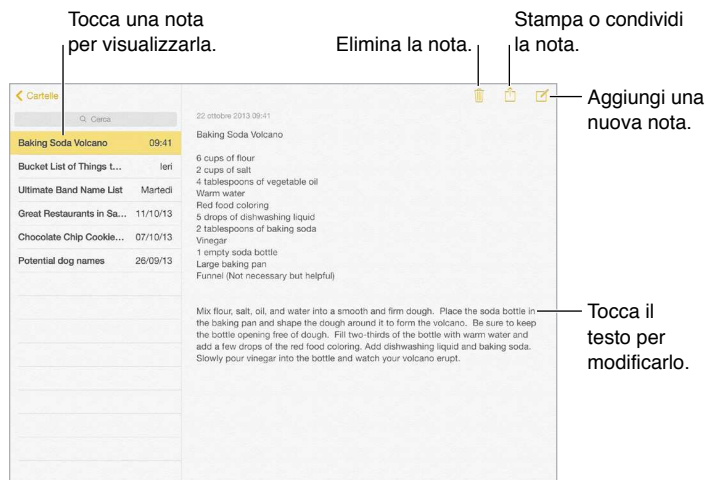 Tocca una nota
per visualizzarla.
Elimina la nota.
Stampa o condividi
la nota.
Aggiungi una
nuova nota.
Cartelle
Cerca
Baking Soda Volcano 09:41
Bucket List of Things t... Ieri
Ultimate Band Name List Martedì
Great Restaurants in Sa... 11/10/13
Chocolate Chip Cookie... 07/10/13
Potential dog names 26/09/13
22 ottobre 2013 09:41
Baking Soda Volcano
6 cups of flour
2 cups of salt
4 tablespoons of vegetable oil
Warm water
Red food coloring
5 drops of dishwashing liquid
2 tablespoons of baking soda
Vinegar
1 empty soda bottle
Large baking pan
Funnel (Not necessary but helpful)
Mix flour, salt, oil, and water into a smooth and firm dough. Place the soda bottle in
the baking pan and shape the dough around it to form the volcano. Be sure to keep
the bottle opening free of dough. Fill two-thirds of the bottle with warm water and
add a few drops of the red food coloring. Add dishwashing liquid and baking soda.
Slowly pour vinegar into the bottle and watch your volcano erupt.
Tocca il
testo per
modificarlo.